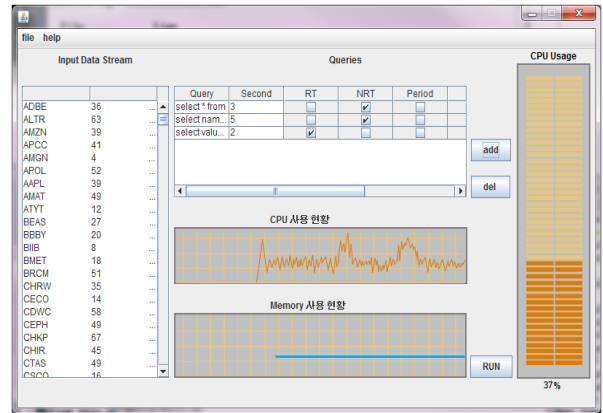 file help
Input Data Stream
Queries
CPU Usage
Query Second RT NRT Period
select * from 3
select nam... 5
select valu... 2
ADBE 36 ...
ALTR 63 ...
AMZN 39 ...
APCC 41 ...
AMGN 4 ...
APOL 52 ...
AAPL 39 ...
AMAT 49 ...
ATYT 12 ...
BEAS 27 ...
BBBY 20 ...
BIIB 8 ...
BMET 18 ...
BRCM 51 ...
CHRW 35 ...
CECO 14 ...
CDWC 58 ...
CEPH 49 ...
CHKP 67 ...
CHIR 45 ...
CTAS 49 ...
CSCO 16 ...
add
del
CPU 사용 현황
Memory 사용 현황
RUN
37 %